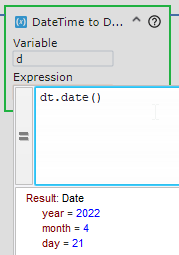 DateTime to D...
Variable
d
Expression
dt.date()
=
Result: Date
year = 2022
month = 4
day = 21